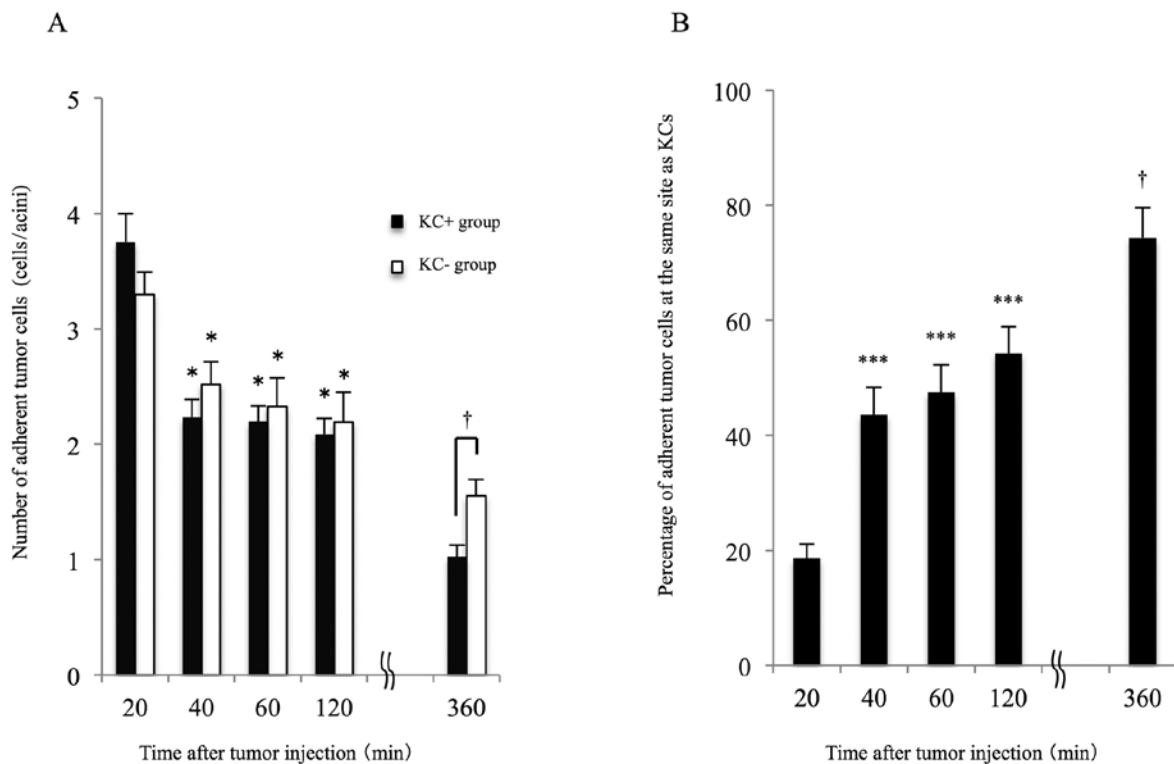 A
Number of adherent tumor cells (cells/acini)
5
4
3
2
1
0
KC+ group
KC- group
* * * * * * †
20 40 60 120 360
Time after tumor injection (min)
B
Percentage of adherent tumor cells at the same site as KCs
100
80
60
40
20
0
*** *** *** †
20 40 60 120 360
Time after tumor injection (min)